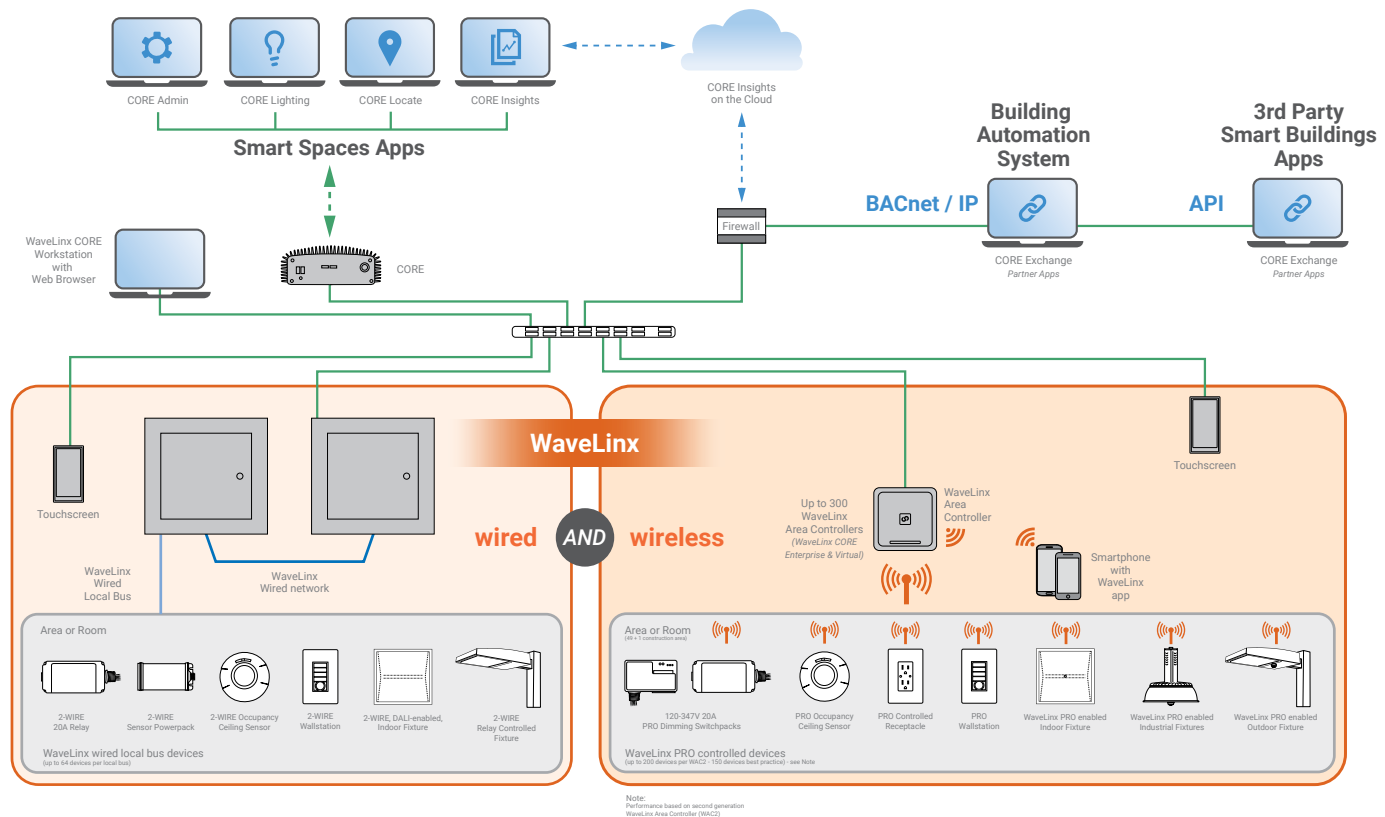 CORE Admin
CORE Lighting
CORE Locate
CORE Insights
CORE Insights
on the Cloud
Smart Spaces Apps
Building
Automation
System
3rd Party
Smart Buildings
Apps
BACnet / IP
API
Firewall
CORE Exchange
Partner Apps
CORE Exchange
Partner Apps
WaveLinx CORE
Workstation
with
Web Browser
CORE
WaveLinx
wired
AND
wireless
Touchscreen
WaveLinx
Wired
Local Bus
WaveLinx
Wired network
Up to 300
WaveLinx
Area Controllers
(WaveLinx CORE
Enterprise & Virtual)
WaveLinx
Area
Controller
Touchscreen
Smartphone
with
WaveLinx
app
Area or Room
2-WIRE
20A Relay
2-WIRE
Sensor Powerpack
2-WIRE Occupancy
Ceiling Sensor
2-WIRE
Wallstation
2-WIRE, DALI-enabled,
Indoor Fixture
2-WIRE
Relay Controlled
Fixture
WaveLinx wired local bus devices
(up to 64 devices per local bus)
Area or Room
(49 + 1 construction area)
120-347V 20A
PRO Dimming Switchpacks
PRO Occupancy
Ceiling Sensor
PRO Controlled
Receptacle
PRO
Wallstation
WaveLinx PRO enabled
Indoor Fixture
WaveLinx PRO enabled
Industrial Fixtures
WaveLinx PRO enabled
Outdoor Fixture
WaveLinx PRO controlled devices
(up to 200 devices per WAC2 - 150 devices best practice) - see Note
Note:
Performance based on second generation
WaveLinx Area Controller (WAC2)